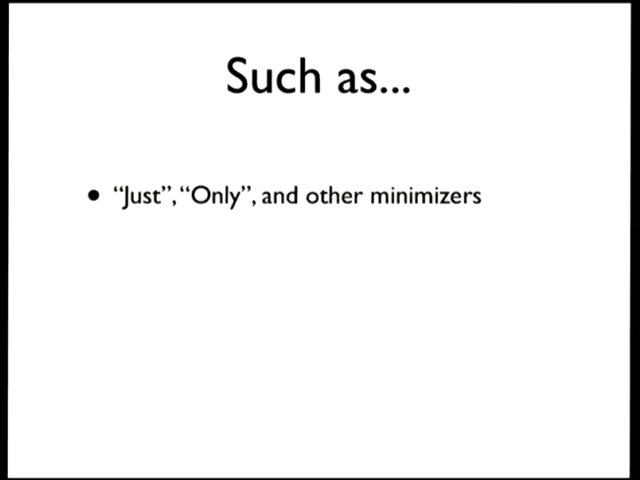 Such as...
• “Just”, “Only”, and other minimizers